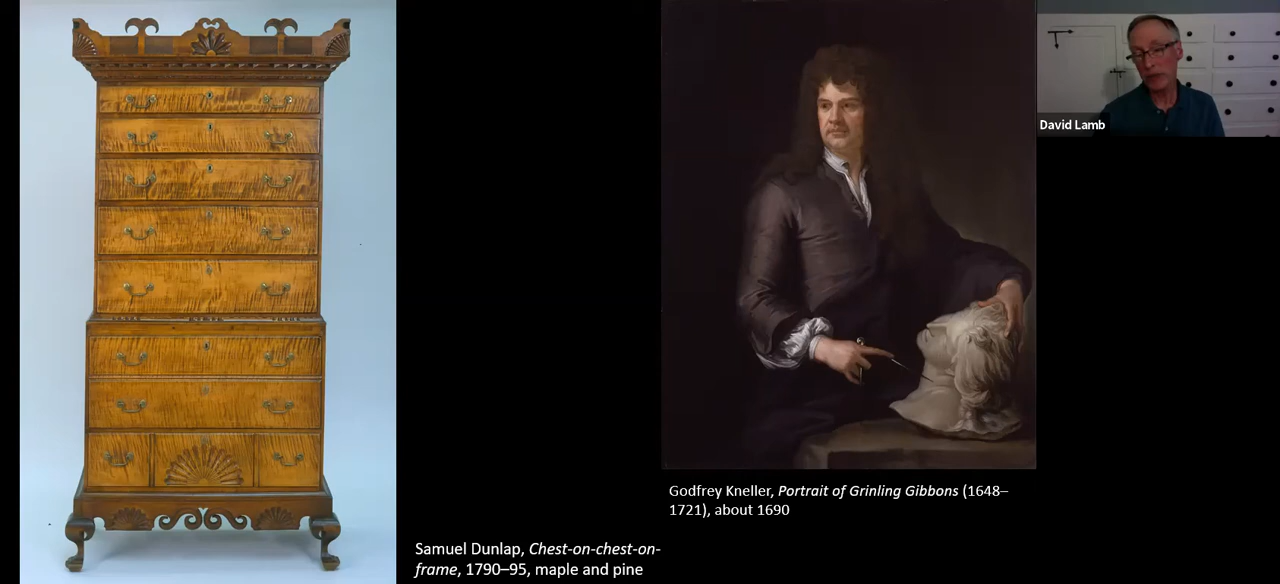 David Lamb
Godfrey Kneller, Portrait of Grinling Gibbons (1648–
1721), about 1690
Samuel Dunlap, Chest-on-chest-on-
frame, 1790–95, maple and pine